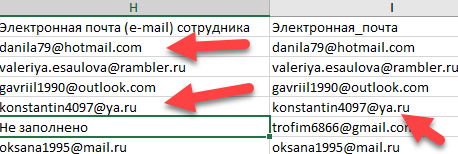 H I
Электронная почта (e-mail) сотрудника Электронная_почта
danila79@hotmail.com danila79@hotmail.com
valeriya.esaulova@rambler.ru valeriya.esaulova@rambler.ru
gavriil1990@outlook.com gavriil1990@outlook.com
konstantin4097@ya.ru konstantin4097@ya.ru
Не заполнено trofim6866@gmail.com
oksana1995@mail.ru oksana1995@mail.ru